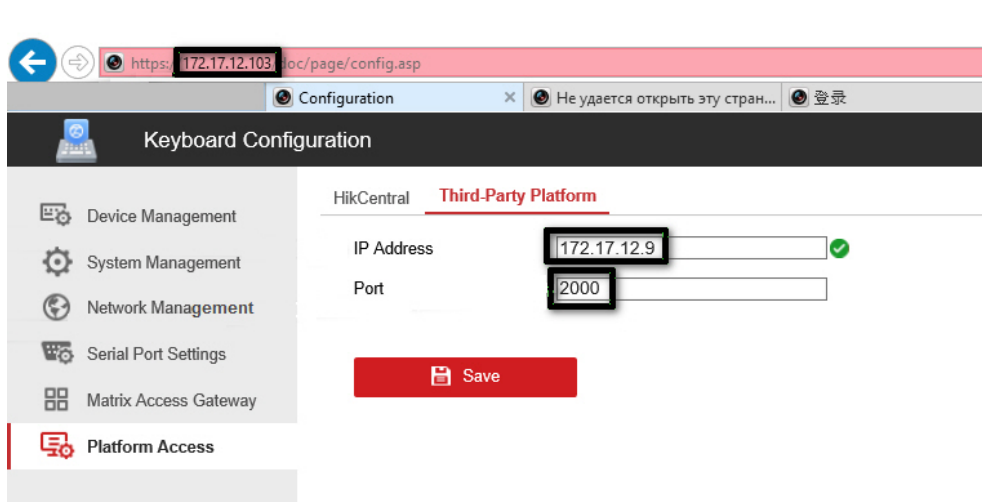 https:/ 172.17.12.103 /doc/page/config.asp
Configuration × Не удается открыть эту стран... 登录
Keyboard Configuration
HikCentral Third-Party Platform
Device Management
IP Address 172.17.12.9
System Management
Port 2000
Network Management
Serial Port Settings
Save
Matrix Access Gateway
Platform Access